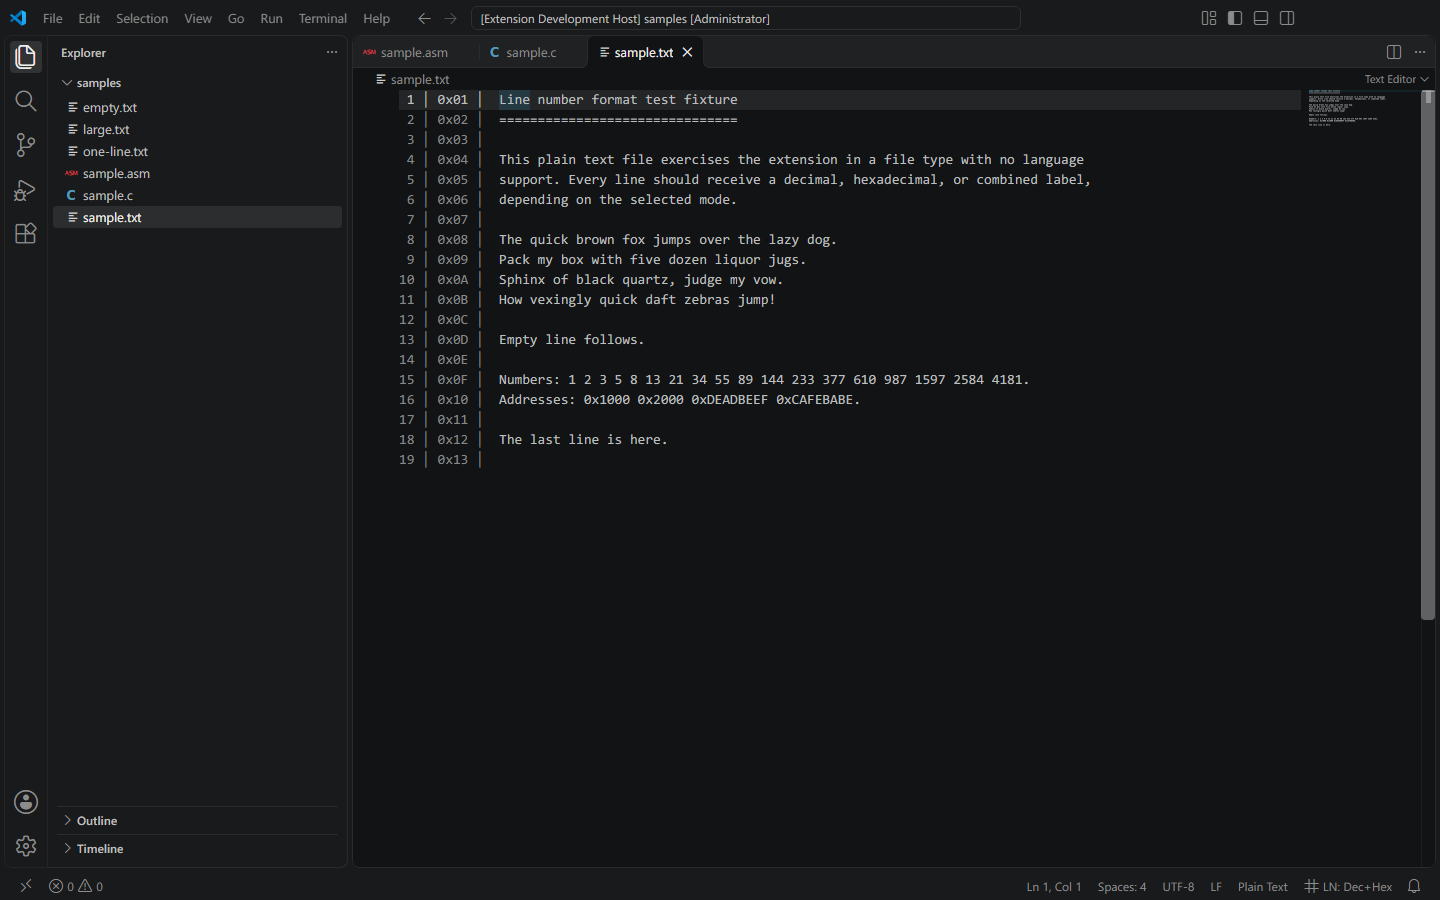 File Edit Selection View Go Run Terminal Help [Extension Development Host] samples [Administrator]
Explorer
samples
empty.txt
large.txt
one-line.txt
ASM sample.asm
C sample.c
sample.txt
Outline
Timeline
ASM sample.asm C sample.c sample.txt
sample.txt Text Editor
1 | 0x01 | Line number format test fixture
2 | 0x02 | ===============================
3 | 0x03 |
4 | 0x04 | This plain text file exercises the extension in a file type with no language
5 | 0x05 | support. Every line should receive a decimal, hexadecimal, or combined label,
6 | 0x06 | depending on the selected mode.
7 | 0x07 |
8 | 0x08 | The quick brown fox jumps over the lazy dog.
9 | 0x09 | Pack my box with five dozen liquor jugs.
10 | 0x0A | Sphinx of black quartz, judge my vow.
11 | 0x0B | How vexingly quick daft zebras jump!
12 | 0x0C |
13 | 0x0D | Empty line follows.
14 | 0x0E |
15 | 0x0F | Numbers: 1 2 3 5 8 13 21 34 55 89 144 233 377 610 987 1597 2584 4181.
16 | 0x10 | Addresses: 0x1000 0x2000 0xDEADBEEF 0xCAFEBABE.
17 | 0x11 |
18 | 0x12 | The last line is here.
19 | 0x13 |
0 0 Ln 1, Col 1 Spaces: 4 UTF-8 LF Plain Text LN: Dec+Hex